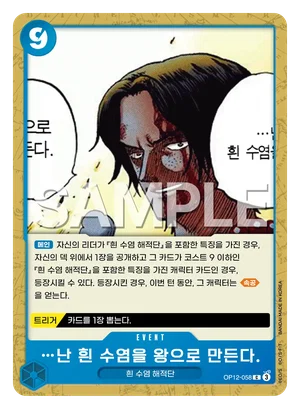 9
으로
든다.
…난
흰 수염을 왕
SAMPLE
메인 자신의 리더가 『흰 수염 해적단』을 포함한 특징을 가진 경우,
자신의 덱 위에서 1장을 공개하고 그 카드가 코스트 9 이하인
『흰 수염 해적단』을 포함한 특징을 가진 캐릭터 카드인 경우,
등장시킬 수 있다. 등장시킨 경우, 이번 턴 동안, 그 캐릭터는 속공
을 얻는다.
트리거 카드를 1장 뽑는다.
EVENT
…난 흰 수염을 왕으로 만든다.
흰 수염 해적단
OP12-058 R 3